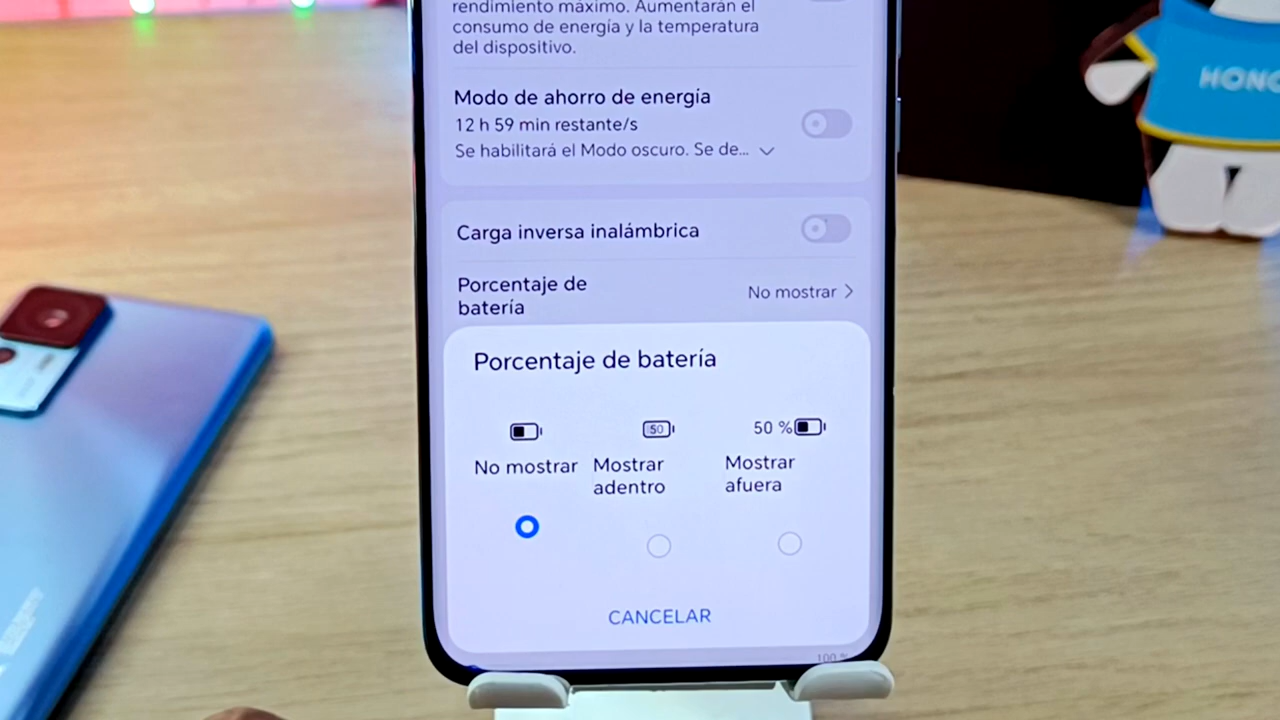 rendimiento máximo. Aumentarán el
consumo de energía y la temperatura
del dispositivo.
Modo de ahorro de energía
12 h 59 min restante/s
Se habilitará el Modo oscuro. Se de...
Carga inversa inalámbrica
Porcentaje de
batería
No mostrar
Porcentaje de batería
50
50 %
No mostrar
Mostrar
adentro
Mostrar
afuera
CANCELAR
100 %
HONO